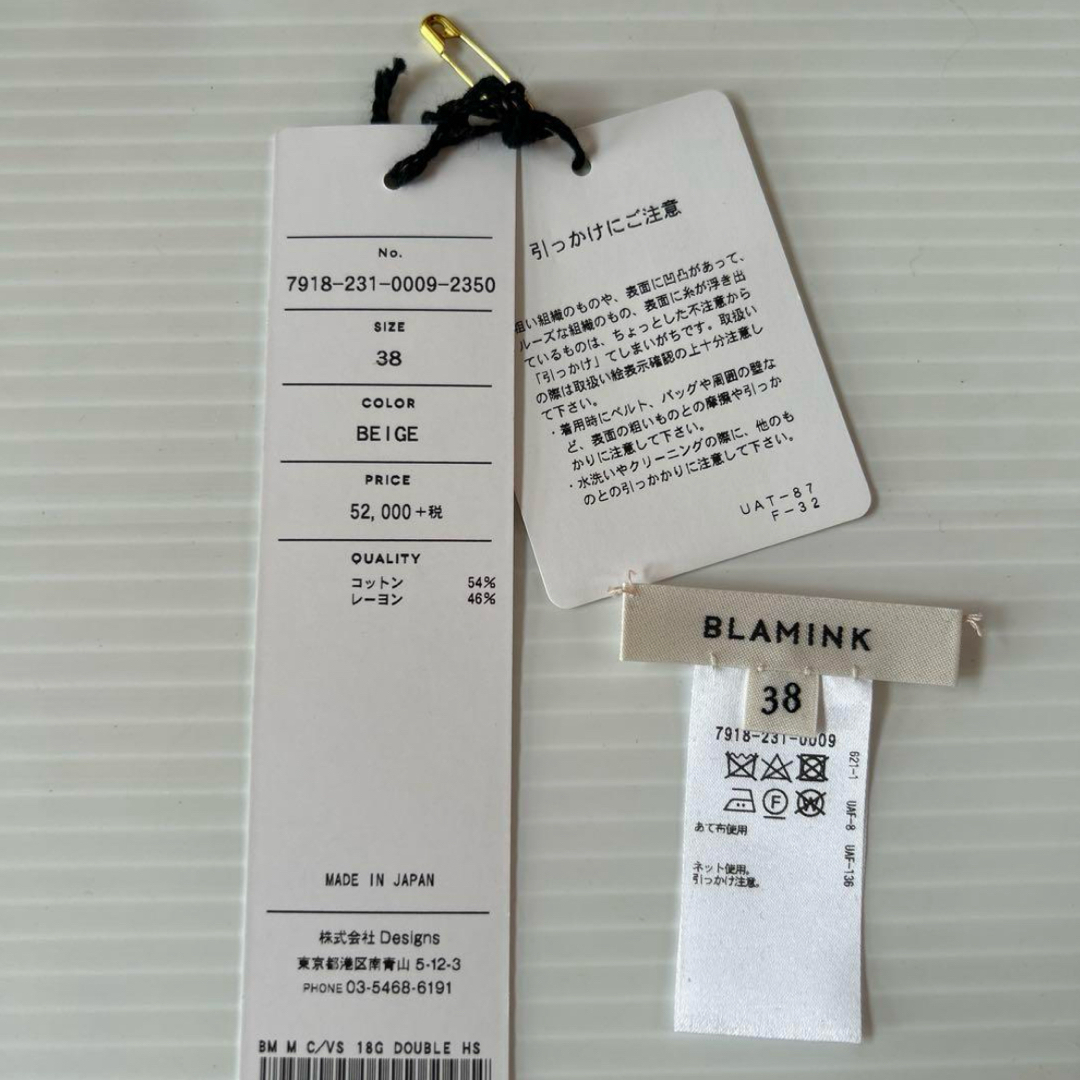 No.
7918-231-0009-2350
SIZE
38
COLOR
BEIGE
PRICE
52,000+税
QUALITY
コットン 54%
レーヨン 46%
MADE IN JAPAN
株式会社 Designs
東京都港区南青山 5-12-3
PHONE 03-5468-6191
BM M C/VS 18G DOUBLE HS
引っかけにご注意
粗い組織のものや、表面に凹凸があって、
ルーズな組織のもの、表面に糸が浮き出
ているものは、ちょっとした不注意から
「引っかけ」てしまいがちです。取扱い
の際は取扱い絵表示確認の上十分注意し
て下さい。
・着用時にベルト、バッグや周囲の壁な
ど、表面の粗いものとの摩擦や引っか
かりに注意して下さい。
・水洗いやクリーニングの際に、他のも
のとの引っかかりに注意して下さい。
UAT-87
F-32
BLAMINK
38
7918-231-0009
F
W
あて布使用
ネット使用。
引っかけ注意。
621-1 UAF-8 UAF-136